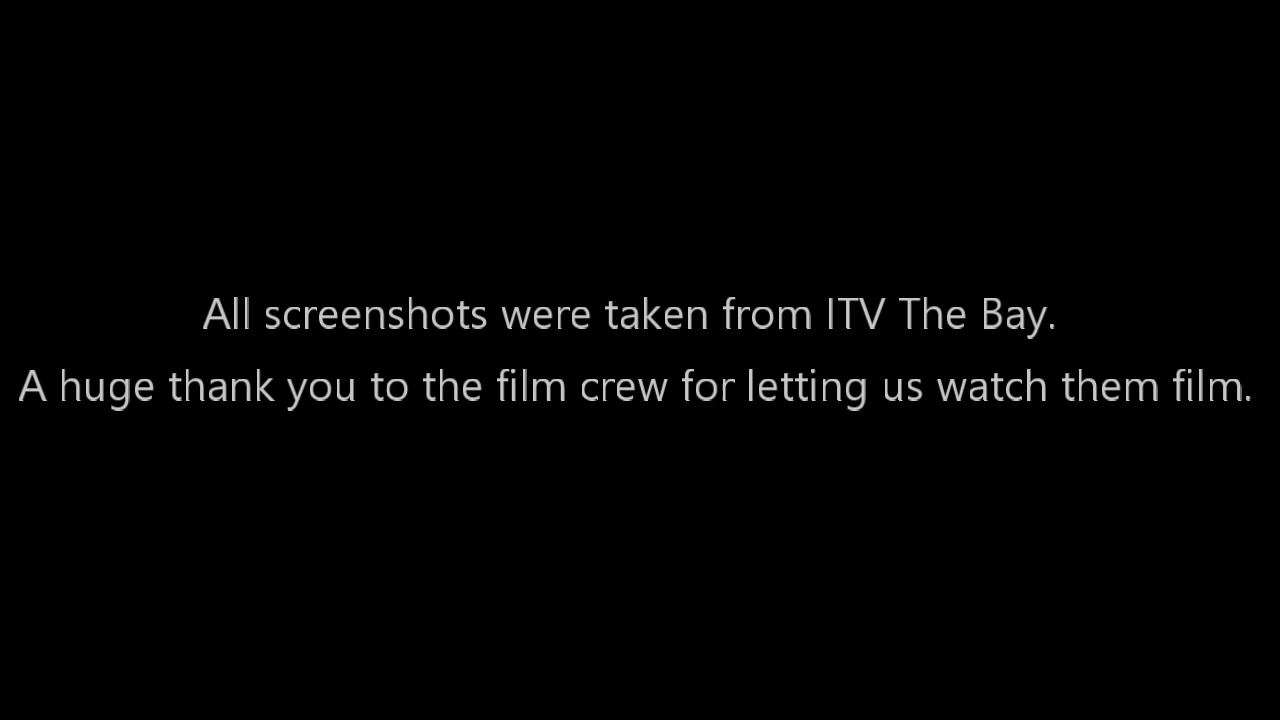 All screenshots were taken from ITV The Bay.
A huge thank you to the film crew for letting us watch them film.